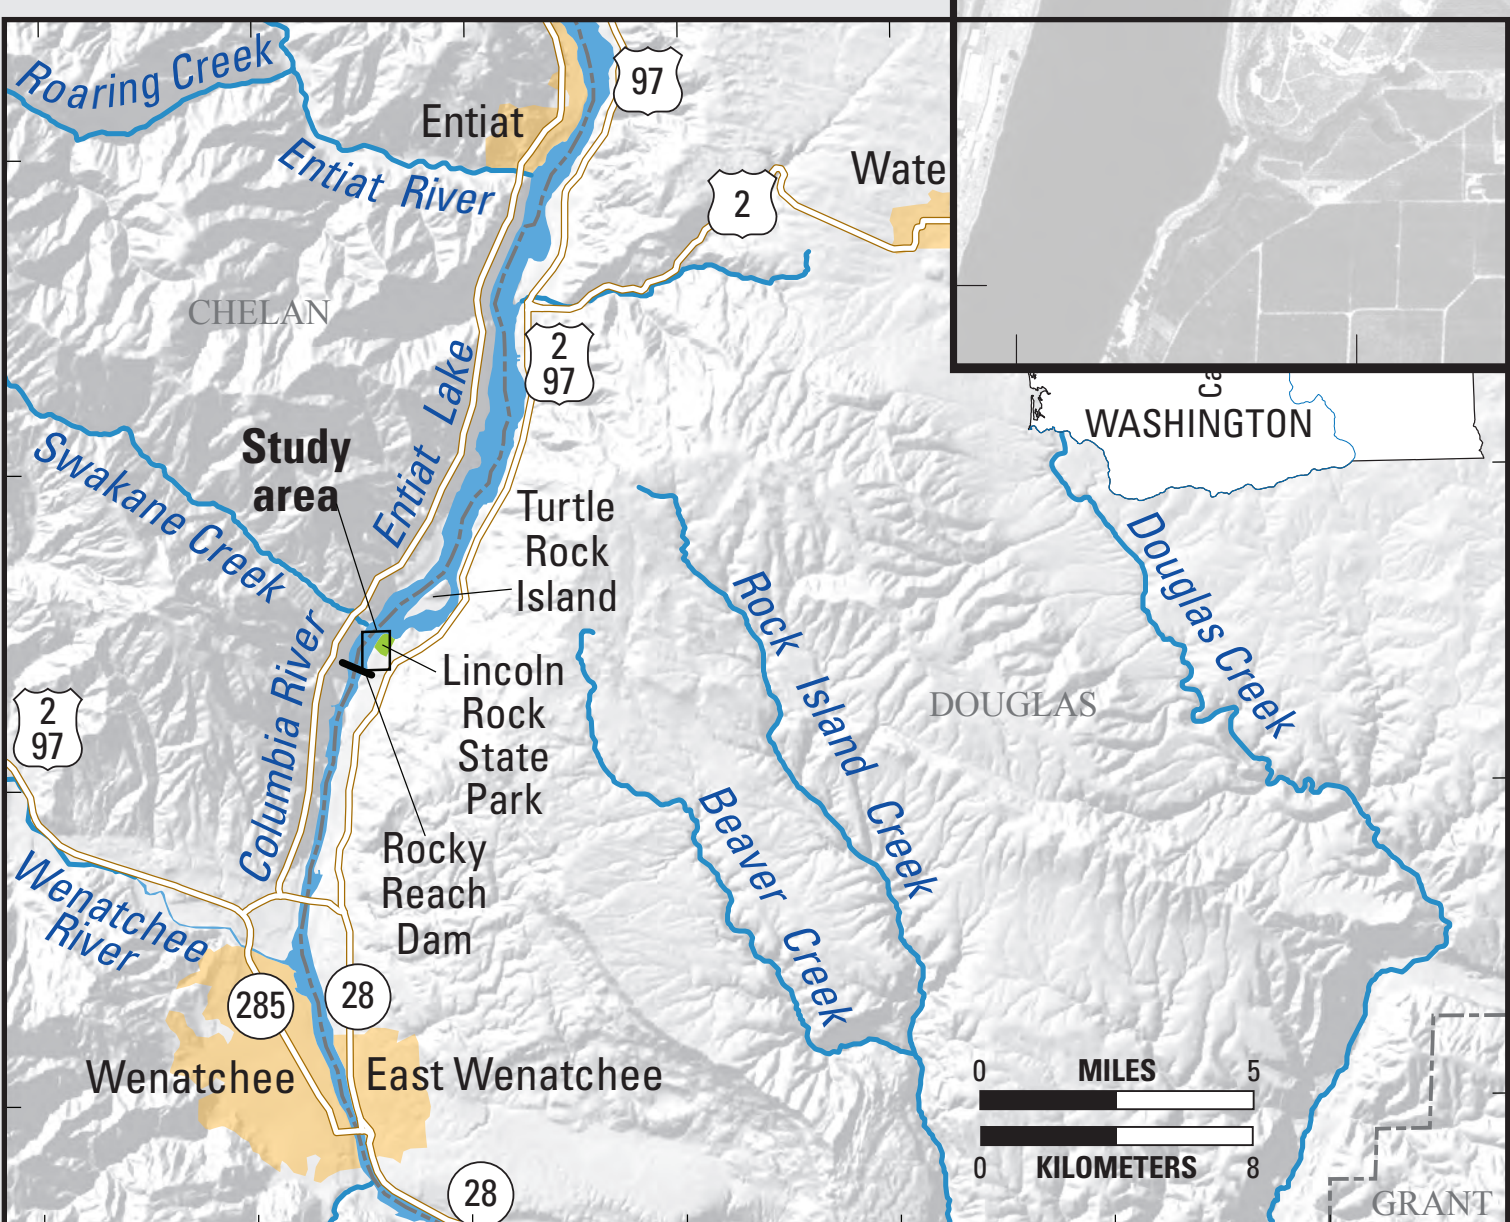 Roaring Creek
97
Entiat
Entiat River
Wate
2
CHELAN
2
97
Entiat Lake
Ca
WASHINGTON
Study
area
Swakane Creek
Turtle
Rock
Island
Rock Island Creek
Douglas Creek
Columbia River
Lincoln
Rock
State
Park
DOUGLAS
2
97
Beaver Creek
Rocky
Reach
Dam
Wenatchee
River
285
28
Wenatchee
East Wenatchee
0 MILES 5
0 KILOMETERS 8
28
GRANT